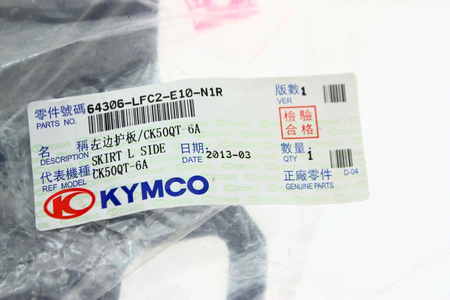 零件號碼 64306-LFC2-E10-N1R 版數 1
PARTS NO. VER
檢驗
合格
名稱 左边护板/CK50QT-6A
DESCRIPTION SKIRT L SIDE 日期 2013-03 數量 1
DATE QTY
代表機種 CK50QT-6A 正廠零件 D-04
REF MODEL GENUINE PARTS
KYMCO